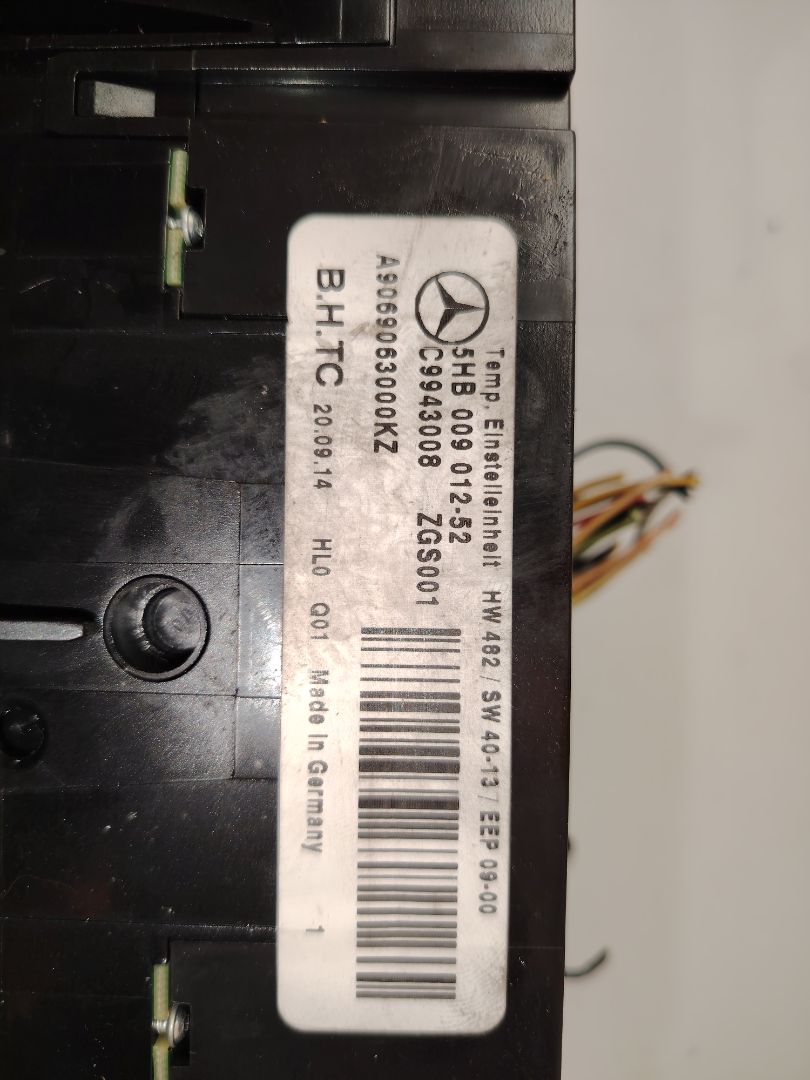 Temp. Einstelleinheit HW 482 / SW 40-13 / EEP 09-00
5HB 009 012-52
C9943008 ZGS001
A9069063000KZ
B.H.TC 20.09.14 HL0 Q01 Made in Germany 1